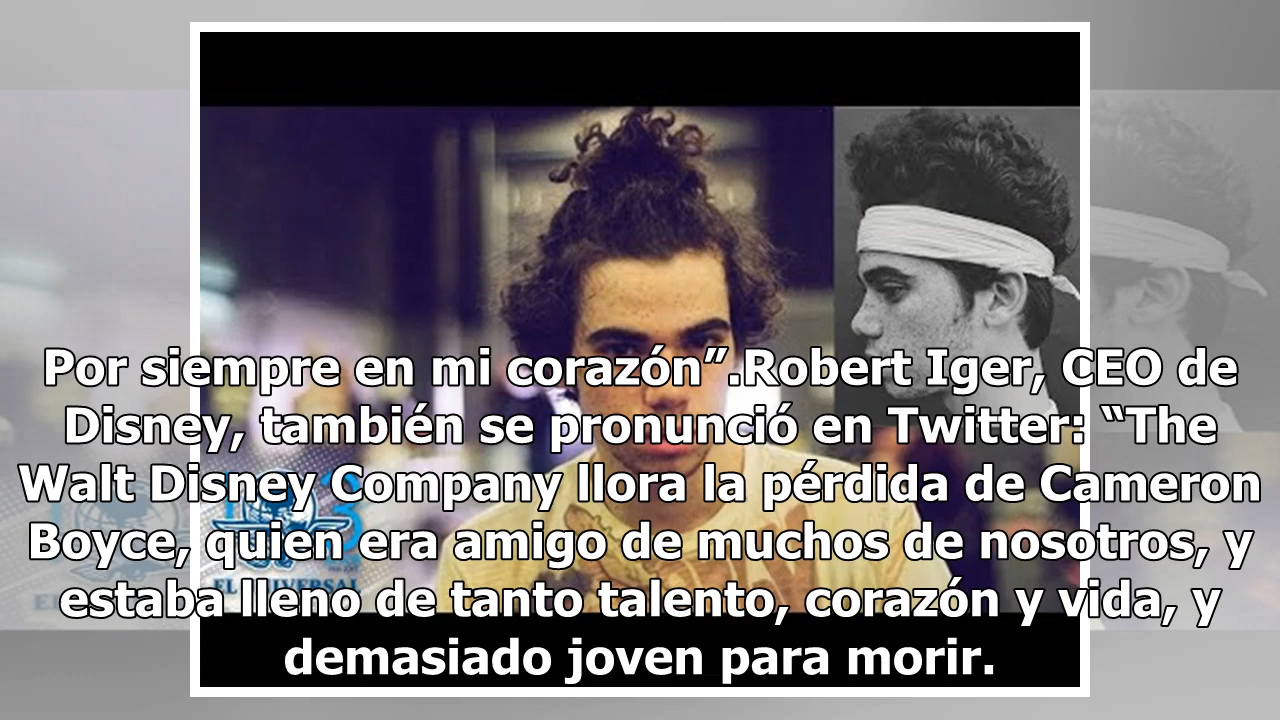 Por siempre en mi corazón”.Robert Iger, CEO de
Disney, también se pronunció en Twitter: “The
Walt Disney Company llora la pérdida de Cameron
Boyce, quien era amigo de muchos de nosotros, y
estaba lleno de tanto talento, corazón y vida, y
demasiado joven para morir.
EL UNIVERSAL